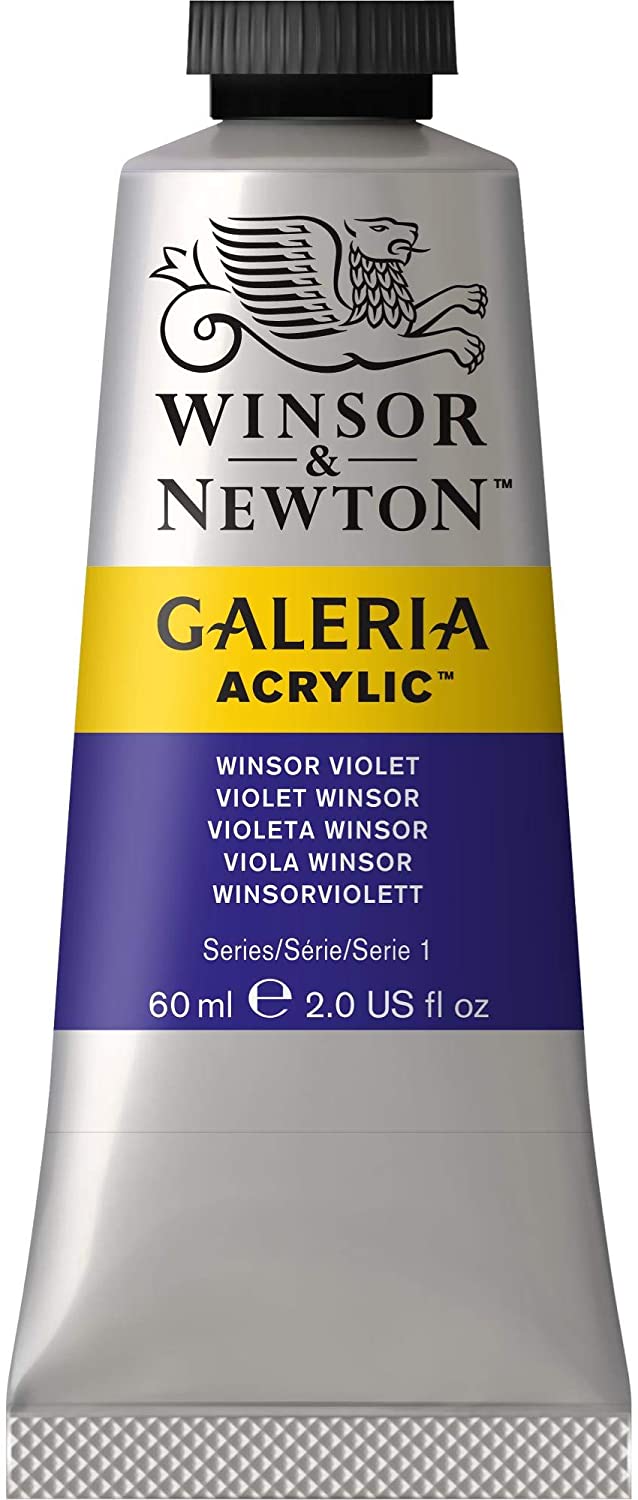 WINSOR
&
NEWTON™
GALERIA
ACRYLIC™
WINSOR VIOLET
VIOLET WINSOR
VIOLETA WINSOR
VIOLA WINSOR
WINSORVIOLETT
Series/Série/Serie 1
60 ml ℮ 2.0 US fl oz